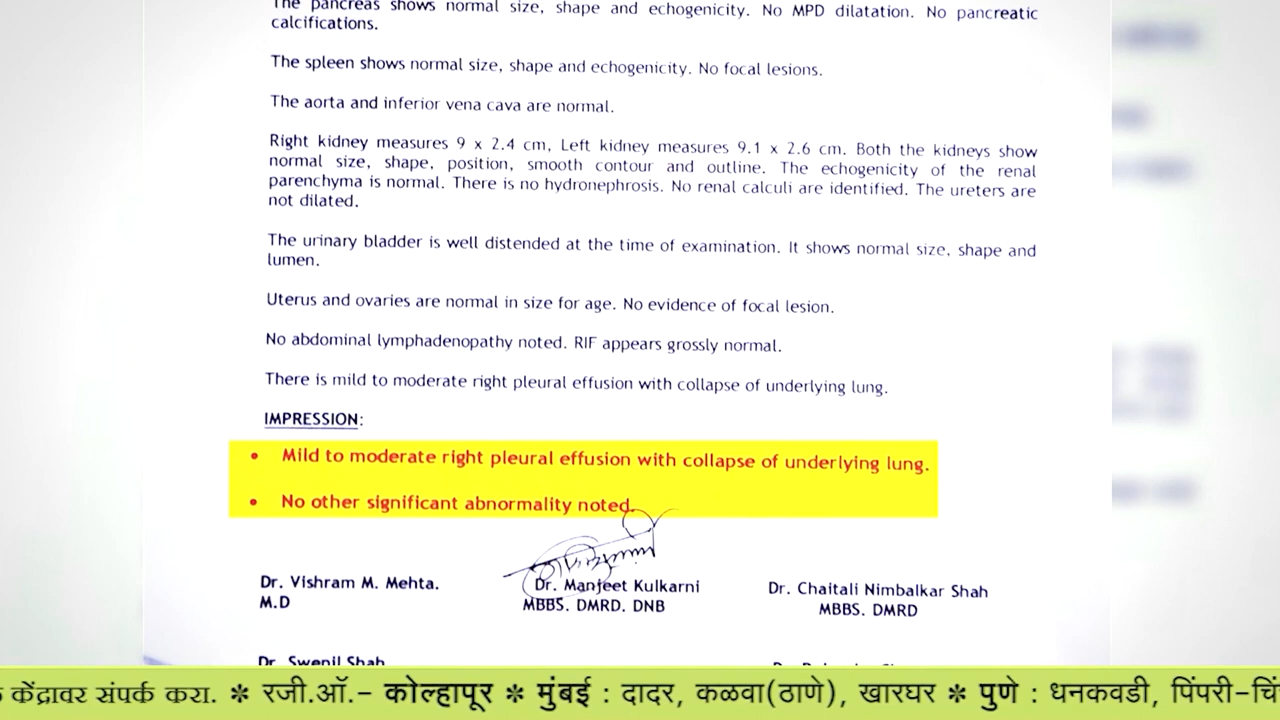 The pancreas shows normal size, shape and echogenicity. No MPD dilatation. No pancreatic
calcifications.
The spleen shows normal size, shape and echogenicity. No focal lesions.
The aorta and inferior vena cava are normal.
Right kidney measures 9 x 2.4 cm, Left kidney measures 9.1 x 2.6 cm. Both the kidneys show
normal size, shape, position, smooth contour and outline. The echogenicity of the renal
parenchyma is normal. There is no hydronephrosis. No renal calculi are identified. The ureters are
not dilated.
The urinary bladder is well distended at the time of examination. It shows normal size, shape and
lumen.
Uterus and ovaries are normal in size for age. No evidence of focal lesion.
No abdominal lymphadenopathy noted. RIF appears grossly normal.
There is mild to moderate right pleural effusion with collapse of underlying lung.
IMPRESSION:
• Mild to moderate right pleural effusion with collapse of underlying lung.
• No other significant abnormality noted.
Dr. Vishram M. Mehta. Dr. Manjeet Kulkarni Dr. Chaitali Nimbalkar Shah
M.D MBBS. DMRD. DNB MBBS. DMRD
Dr. Swenil Shah
केंद्रावर संपर्क करा. * रजी.ऑ.- कोल्हापूर * मुंबई : दादर, कळवा(ठाणे), खारघर * पुणे : धनकवडी, पिंपरी-चिं